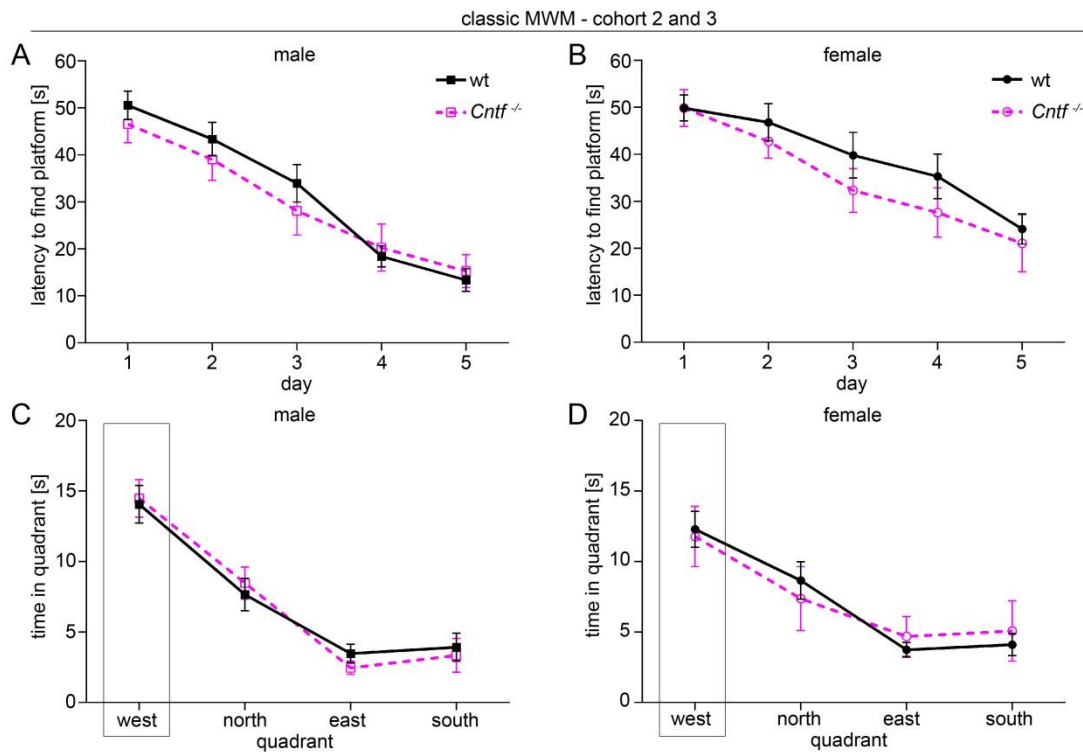 classic MWM - cohort 2 and 3
A
male
latency to find platform [s]
60
50
40
30
20
10
0
wt
Cntf -/-
1 2 3 4 5
day
B
female
latency to find platform [s]
60
50
40
30
20
10
0
wt
Cntf -/-
1 2 3 4 5
day
C
male
time in quadrant [s]
20
15
10
5
0
west north east south
quadrant
D
female
time in quadrant [s]
20
15
10
5
0
west north east south
quadrant